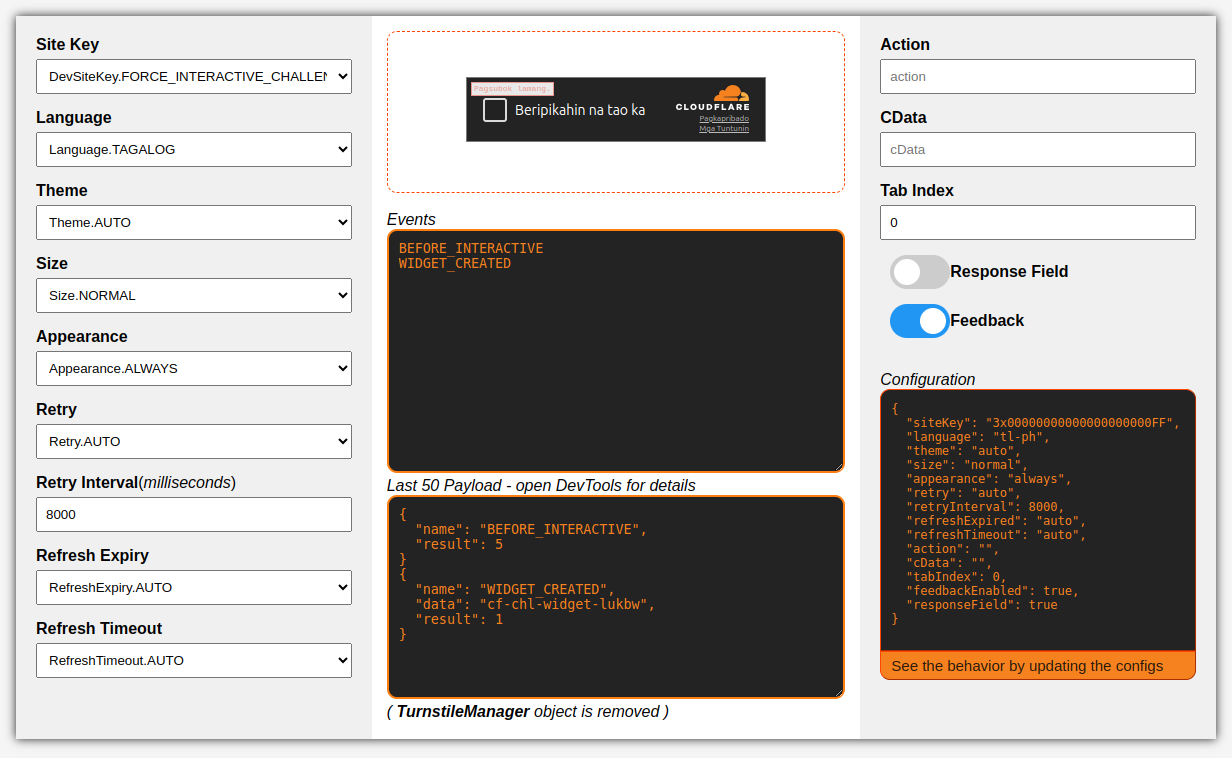 Site Key
DevSiteKey.FORCE_INTERACTIVE_CHALLEN
Language
Language.TAGALOG
Theme
Theme.AUTO
Size
Size.NORMAL
Appearance
Appearance.ALWAYS
Retry
Retry.AUTO
Retry Interval(milliseconds)
8000
Refresh Expiry
RefreshExpiry.AUTO
Refresh Timeout
RefreshTimeout.AUTO
Pagsubok lamang.
Beripikahin na tao ka
CLOUDFLARE
Pagkapribado
Mga Tuntunin
Events
BEFORE_INTERACTIVE
WIDGET_CREATED
Last 50 Payload - open DevTools for details
{
"name": "BEFORE_INTERACTIVE",
"result": 5
}
{
"name": "WIDGET_CREATED",
"data": "cf-chl-widget-lukbw",
"result": 1
}
( TurnstileManager object is removed )
Action
action
CData
cData
Tab Index
0
Response Field
Feedback
Configuration
{
"siteKey": "3x00000000000000000000FF",
"language": "tl-ph",
"theme": "auto",
"size": "normal",
"appearance": "always",
"retry": "auto",
"retryInterval": 8000,
"refreshExpired": "auto",
"refreshTimeout": "auto",
"action": "",
"cData": "",
"tabIndex": 0,
"feedbackEnabled": true,
"responseField": true
}
See the behavior by updating the configs